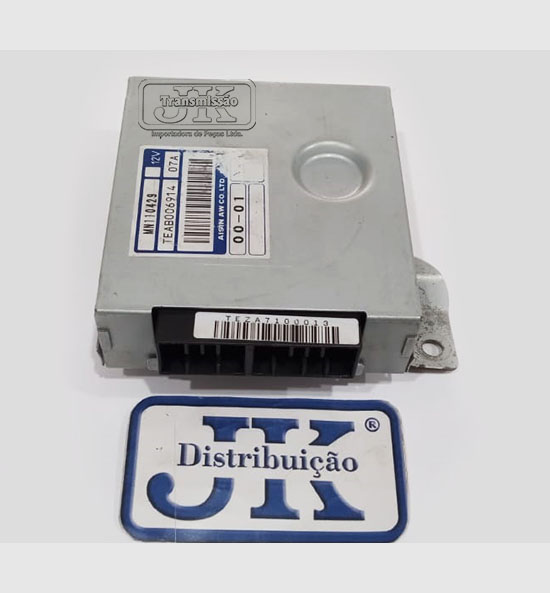 JK
Transmissão
Importadora de Peças Ltda.
MN110429 12V
TEAB006914 07A
AISIN AW CO.,LTD
00-01
TEZA7100013
JK ®
Distribuição